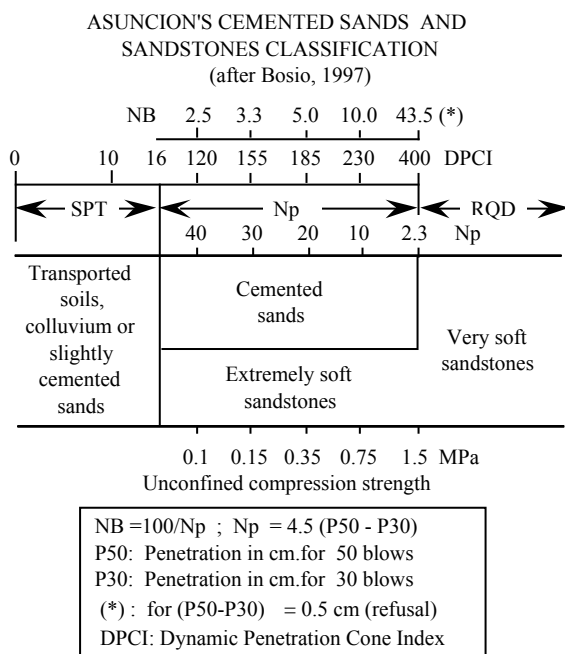 ASUNCION'S CEMENTED SANDS AND
SANDSTONES CLASSIFICATION
(after Bosio, 1997)
NB 2.5 3.3 5.0 10.0 43.5 (*)
0 10 16 120 155 185 230 400 DPCI
SPT Np RQD
40 30 20 10 2.3 Np
Transported
soils,
colluvium or
slightly
cemented
sands
Cemented
sands
Extremely soft
sandstones
Very soft
sandstones
0.1 0.15 0.35 0.75 1.5 MPa
Unconfined compression strength
NB =100/Np ; Np = 4.5 (P50 - P30)
P50: Penetration in cm.for 50 blows
P30: Penetration in cm.for 30 blows
(*) : for (P50-P30) = 0.5 cm (refusal)
DPCI: Dynamic Penetration Cone Index